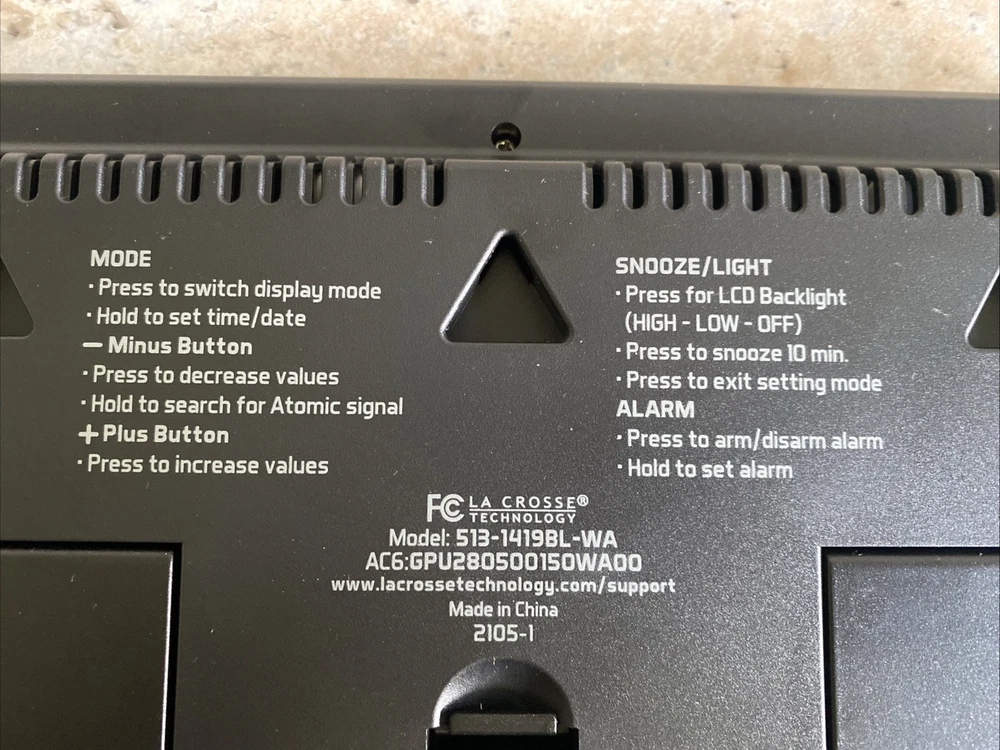 MODE
· Press to switch display mode
· Hold to set time/date
— Minus Button
· Press to decrease values
· Hold to search for Atomic signal
+ Plus Button
· Press to increase values
SNOOZE/LIGHT
· Press for LCD Backlight
(HIGH - LOW - OFF)
· Press to snooze 10 min.
· Press to exit setting mode
ALARM
· Press to arm/disarm alarm
· Hold to set alarm
FC LA CROSSE®
TECHNOLOGY
Model: 513-1419BL-WA
AC6:GPU280500150WA00
www.lacrossetechnology.com/support
Made in China
2105-1